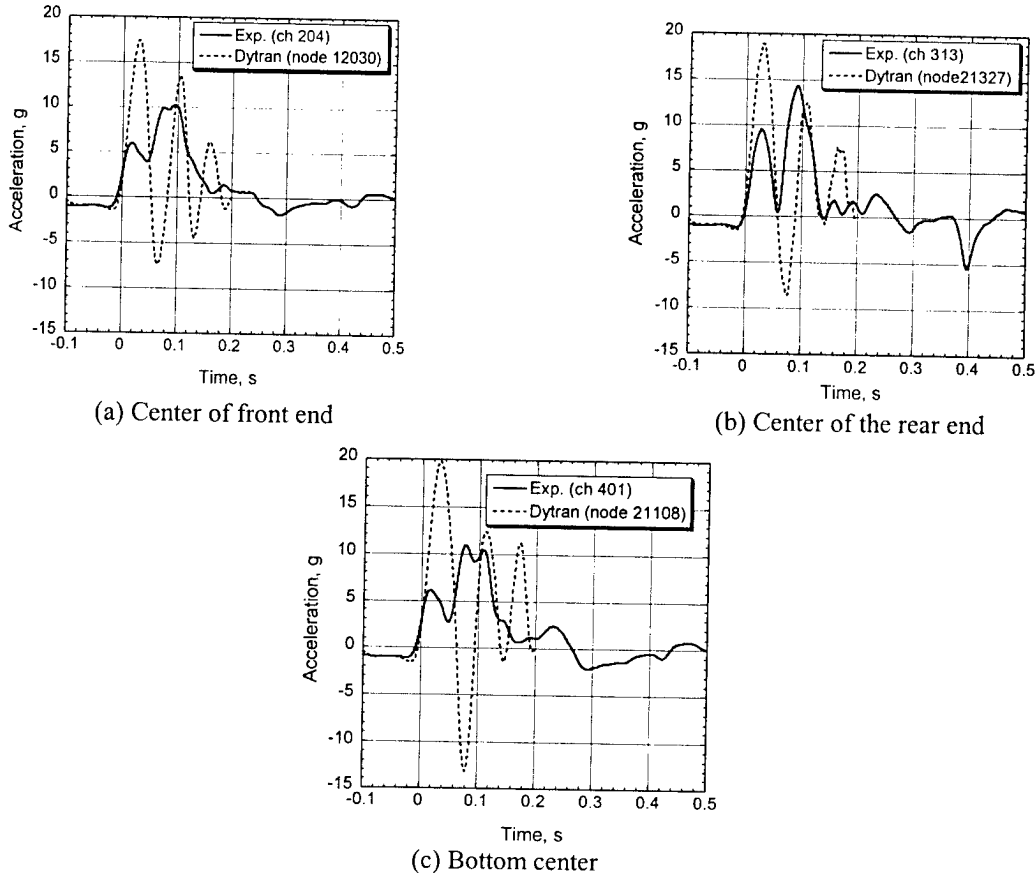 20
15
10
5
0
-5
-10
-15
Acceleration, g
Exp. (ch 204)
Dytran (node 12030)
-0.1 0 0.1 0.2 0.3 0.4 0.5
Time, s
(a) Center of front end
20
15
10
5
0
-5
-10
-15
Acceleration, g
Exp. (ch 313)
Dytran (node21327)
-0.1 0 0.1 0.2 0.3 0.4 0.5
Time, s
(b) Center of the rear end
20
15
10
5
0
-5
-10
-15
Acceleration, g
Exp. (ch 401)
Dytran (node 21108)
-0.1 0 0.1 0.2 0.3 0.4 0.5
Time, s
(c) Bottom center